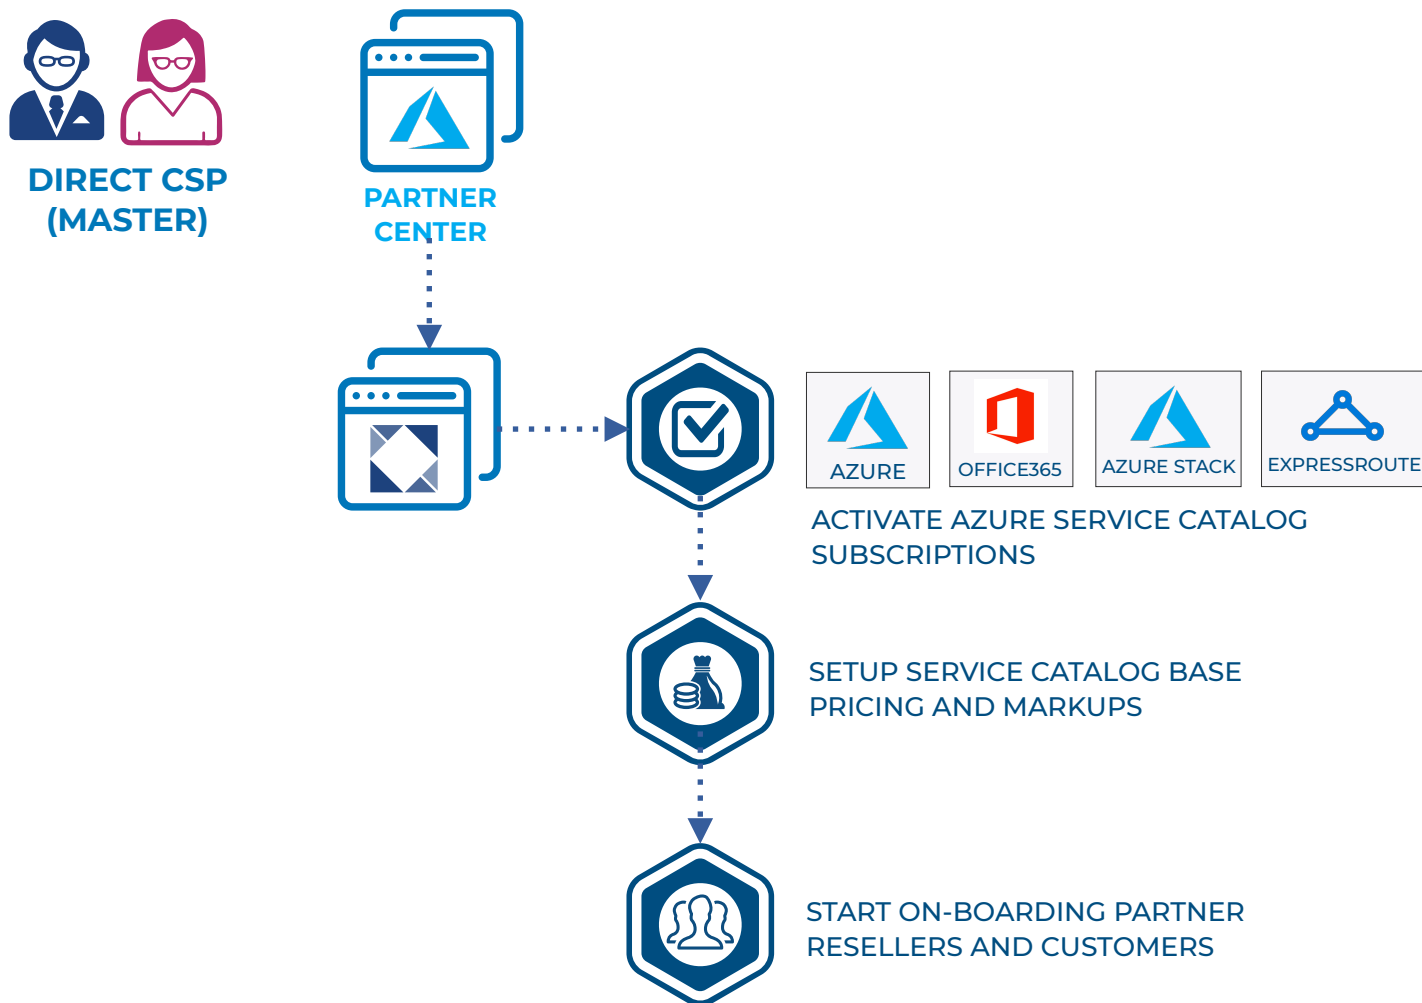 DIRECT CSP
(MASTER)
PARTNER
CENTER
AZURE
OFFICE365
AZURE STACK
EXPRESSROUTE
ACTIVATE AZURE SERVICE CATALOG
SUBSCRIPTIONS
SETUP SERVICE CATALOG BASE
PRICING AND MARKUPS
START ON-BOARDING PARTNER
RESELLERS AND CUSTOMERS